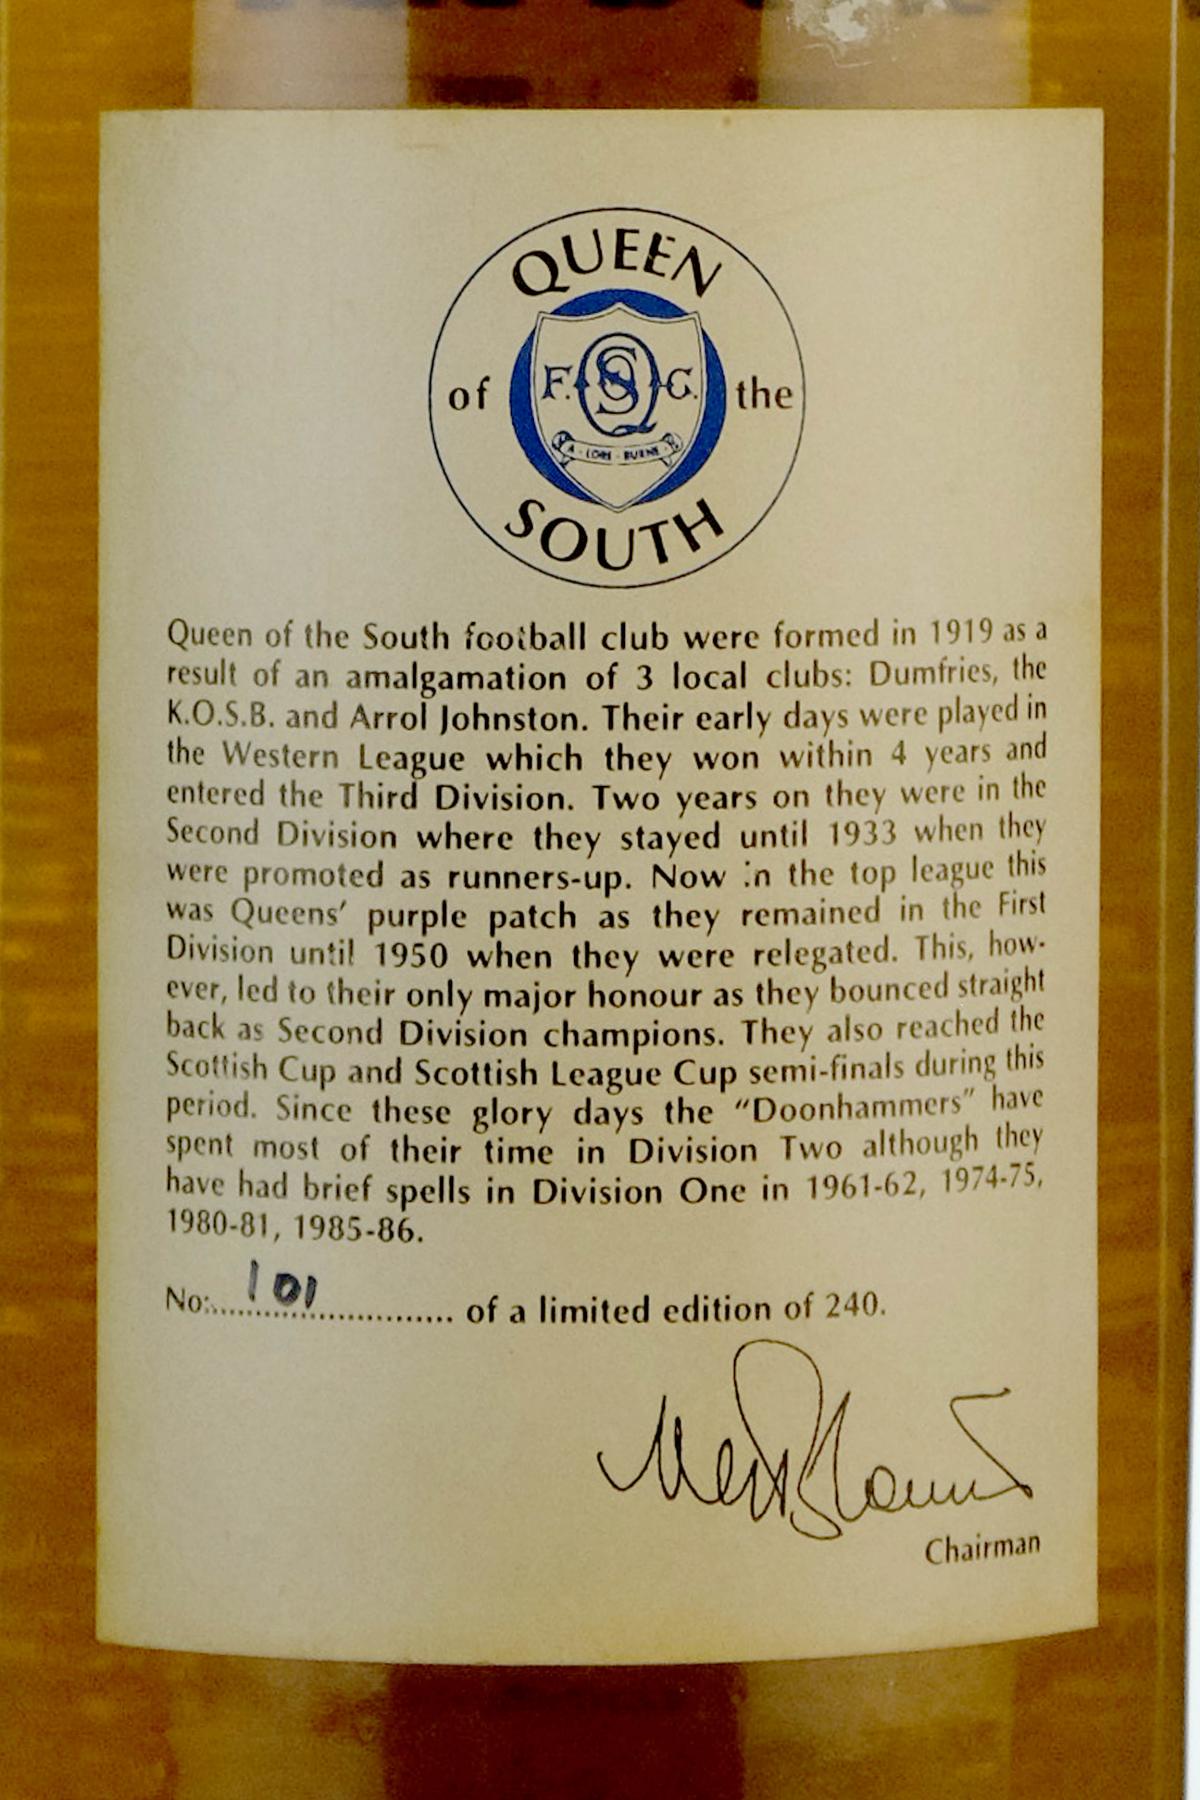 QUEEN
of the
F. QSS C.
A · LORE · BURNE
SOUTH
Queen of the South football club were formed in 1919 as a
result of an amalgamation of 3 local clubs: Dumfries, the
K.O.S.B. and Arrol Johnston. Their early days were played in
the Western League which they won within 4 years and
entered the Third Division. Two years on they were in the
Second Division where they stayed until 1933 when they
were promoted as runners-up. Now in the top league this
was Queens' purple patch as they remained in the First
Division until 1950 when they were relegated. This, how-
ever, led to their only major honour as they bounced straight
back as Second Division champions. They also reached the
Scottish Cup and Scottish League Cup semi-finals during this
period. Since these glory days the “Doonhammers” have
spent most of their time in Division Two although they
have had brief spells in Division One in 1961-62, 1974-75,
1980-81, 1985-86.
No:...101........................ of a limited edition of 240.
Chairman